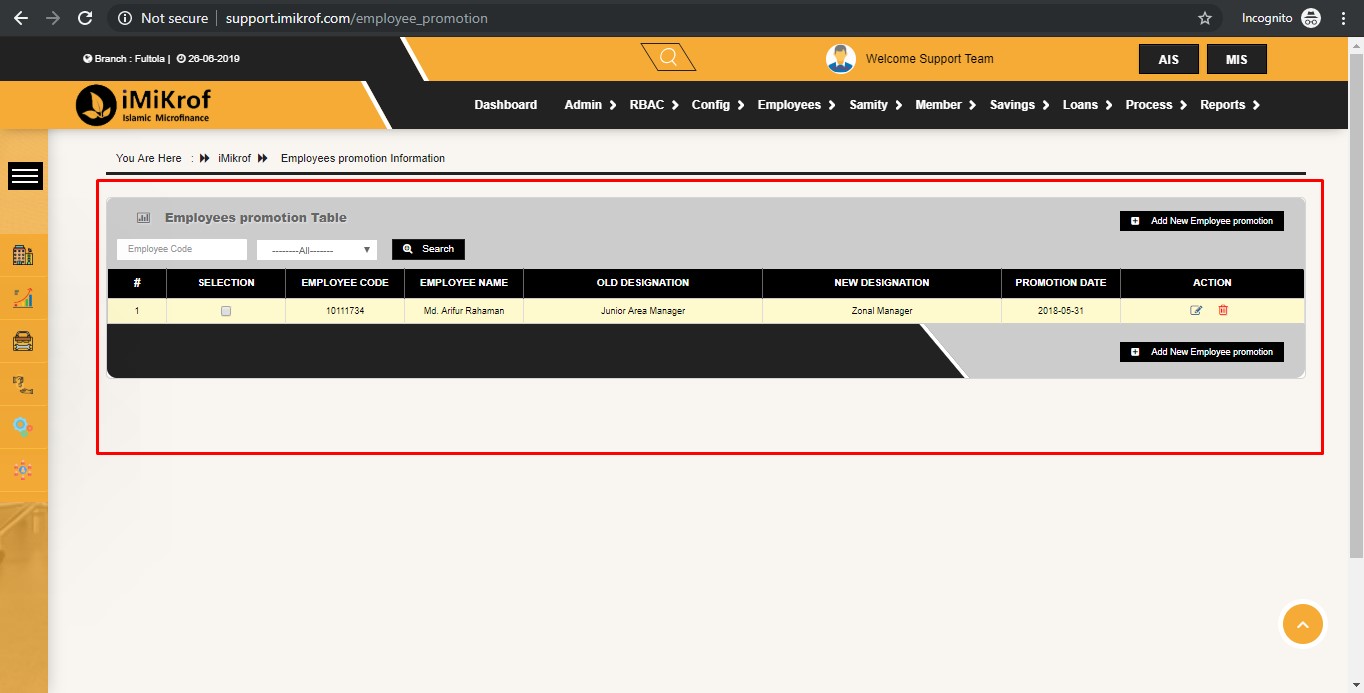 Not secure support.imikrof.com/employee_promotion Incognito
Branch : Fultola | 26-06-2019 Welcome Support Team AIS MIS
iMiKrof
Islamic Microfinance
Dashboard Admin RBAC Config Employees Samity Member Savings Loans Process Reports
You Are Here : iMikrof Employees promotion Information
Employees promotion Table Add New Employee promotion
Employee Code --------All------- Search
# SELECTION EMPLOYEE CODE EMPLOYEE NAME OLD DESIGNATION NEW DESIGNATION PROMOTION DATE ACTION
1 10111734 Md. Arifur Rahaman Junior Area Manager Zonal Manager 2018-05-31
Add New Employee promotion